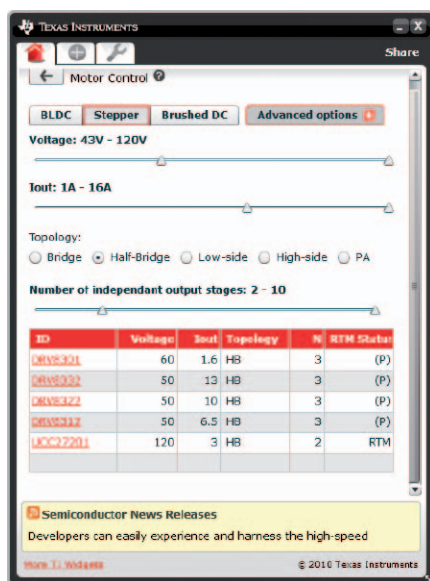 TEXAS INSTRUMENTS
Share
Motor Control
BLDC Stepper Brushed DC Advanced options
Voltage: 43V - 120V
Iout: 1A - 16A
Topology:
Bridge Half-Bridge Low-side High-side PA
Number of independant output stages: 2 - 10
ID Voltage Iout Topology N RTM Status
DRV8301 60 1.6 HB 3 (P)
DRV8332 50 13 HB 3 (P)
50 10 HB 3 (P)
DRV8312 50 6.5 HB 3 (P)
UCC27201 120 3 HB 2 RTM
Semiconductor News Releases
Developers can easily experience and harness the high-speed
More TI Widgets © 2010 Texas Instruments